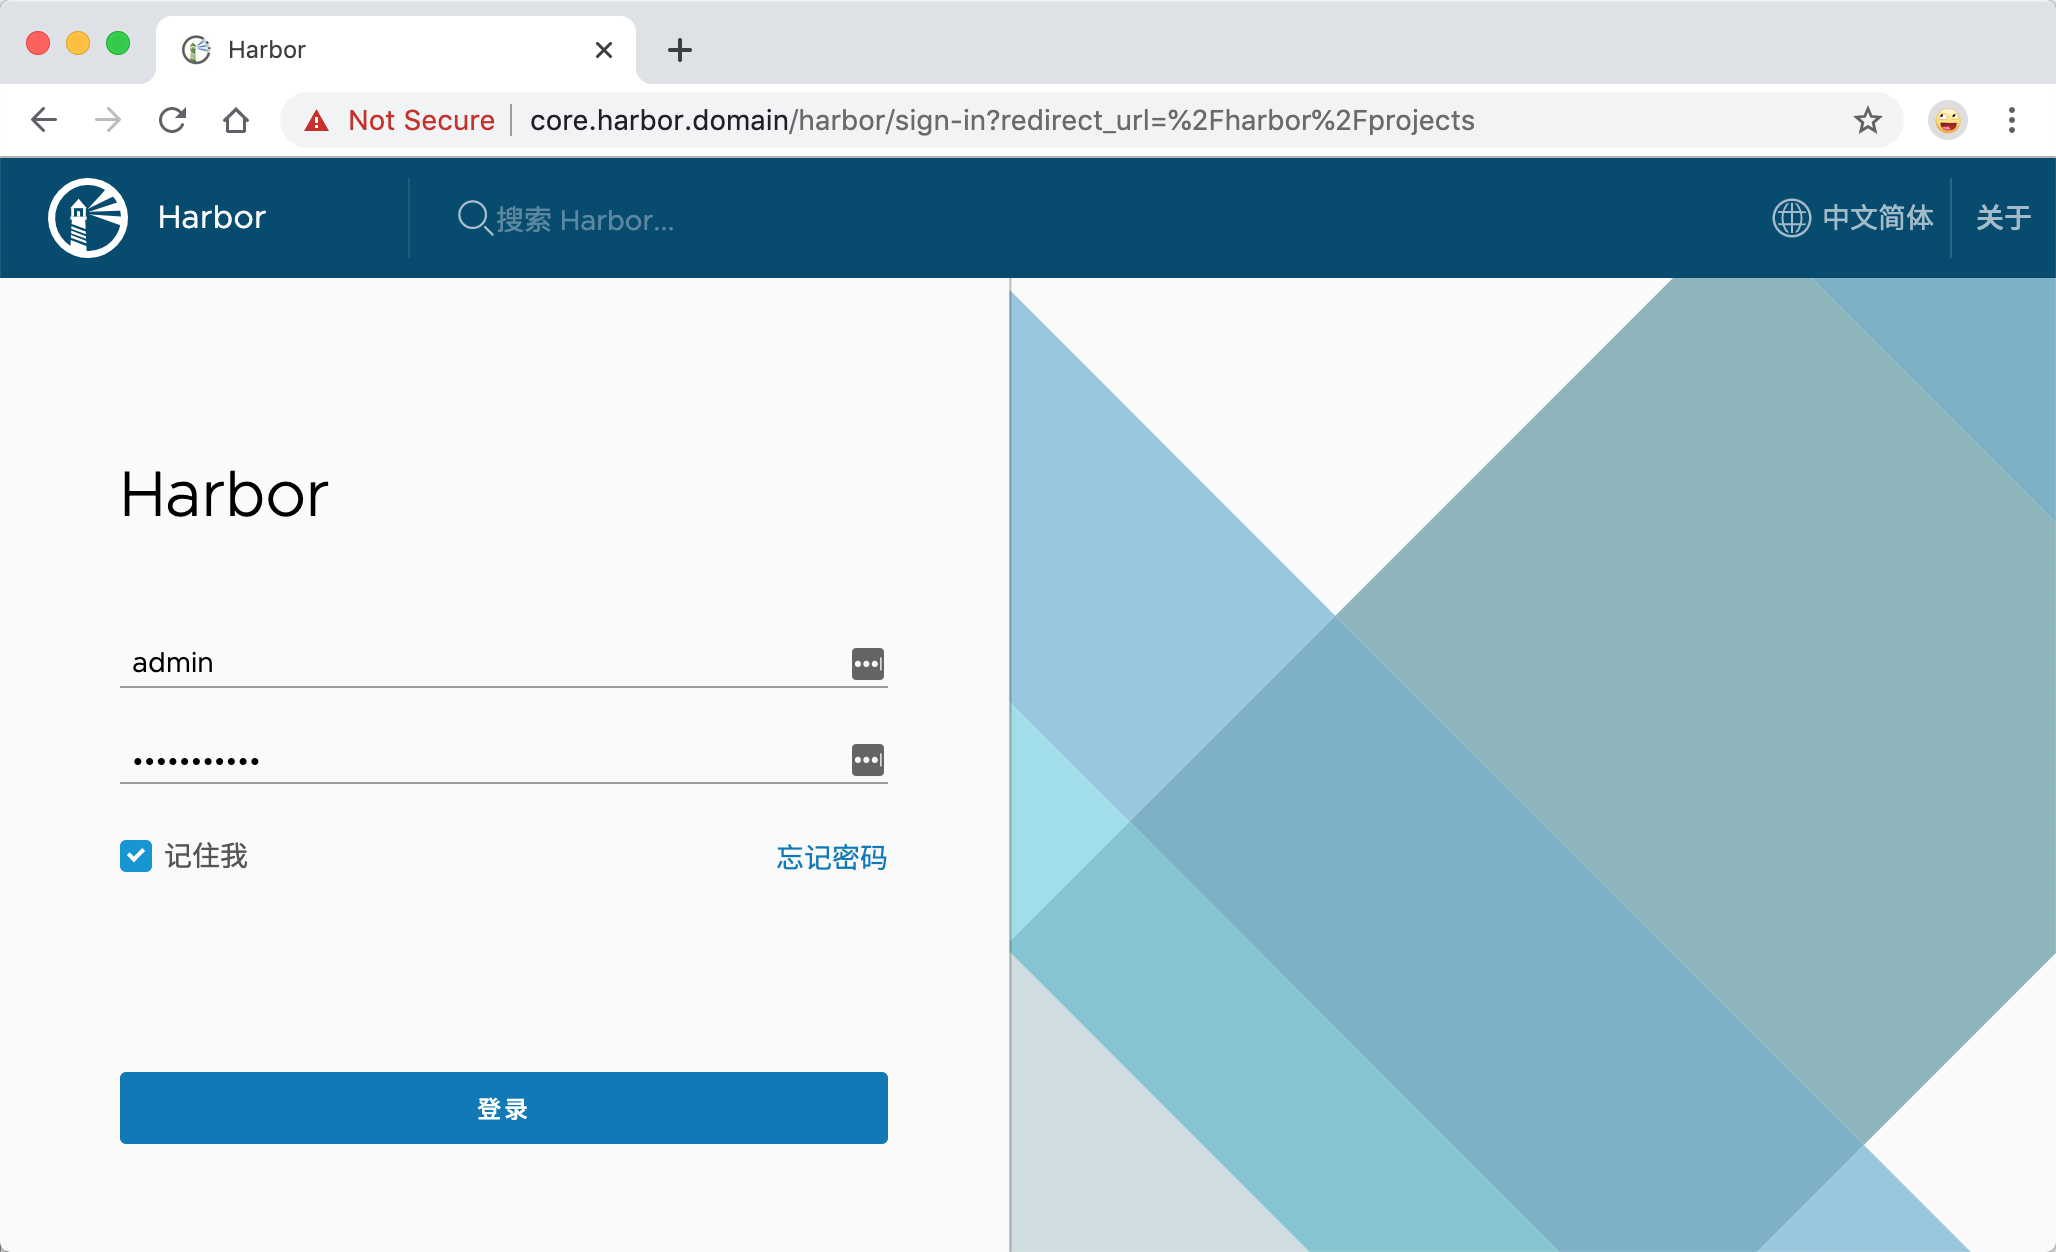 Harbor
Not Secure
core.harbor.domain/harbor/sign-in?redirect_url=%2Fharbor%2Fprojects
Harbor
搜索 Harbor...
中文简体
关于
Harbor
admin
•••••••••••
记住我
忘记密码
登录